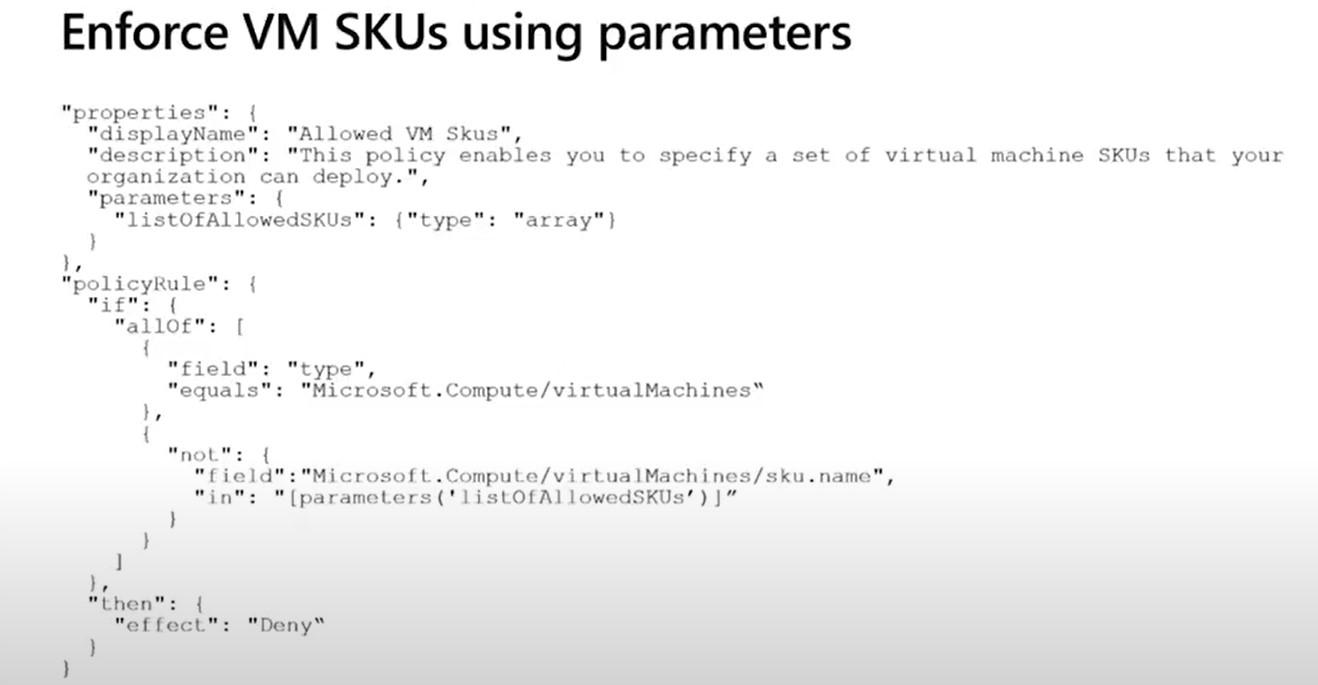 Enforce VM SKUs using parameters
"properties": {
"displayName": "Allowed VM Skus",
"description": "This policy enables you to specify a set of virtual machine SKUs that your
organization can deploy.",
"parameters": {
"listOfAllowedSKUs": {"type": "array"}
}
},
"policyRule": {
"if": {
"allOf": [
{
"field": "type",
"equals": "Microsoft.Compute/virtualMachines“
},
{
"not": {
"field":"Microsoft.Compute/virtualMachines/sku.name",
"in": "[parameters('listOfAllowedSKUs’)]”
}
}
]
},
"then": {
"effect": "Deny“
}
}